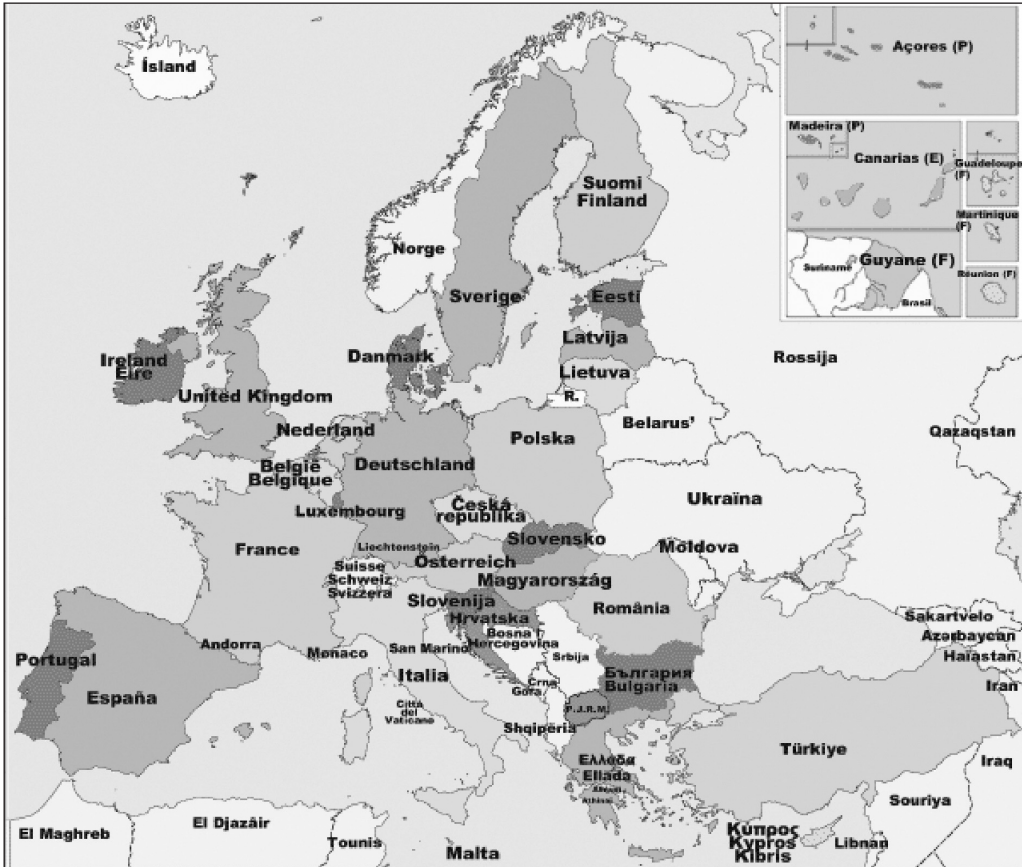 Ísland
Açores (P)
Madeira (P)
Canarias (E)
Guadeloupe
(F)
Martinique
(F)
Suriname
Guyane (F)
Réunion (F)
Brasil
Suomi
Finland
Norge
Sverige
Eesti
Latvija
Lietuva
R.
Rossija
Danmark
Ireland
Éire
United Kingdom
Nederland
België
Belgique
Deutschland
Polska
Belarus’
Qazaqstan
Luxembourg
Česká
republika
Ukraïna
Slovensko
France
Liechtenstein
Österreich
Moldova
Suisse
Schweiz
Svizzera
Magyarország
Slovenija
Hrvatska
România
Sakartvelo
Azərbaycan
Haïastan
Iran
Andorra
Monaco
San Marino
Bosna I
Hercegovina
Srbija
Portugal
España
Italia
Città
del
Vaticano
Crna
Gora
България
Bulgaria
P.J.R.M.
Shqipëria
Ελλάδα
Ellada
Türkiye
Iraq
Souriya
El Maghreb
El Djazâir
Tounis
Malta
Κύπρος
Kypros
Kibris
Libnan